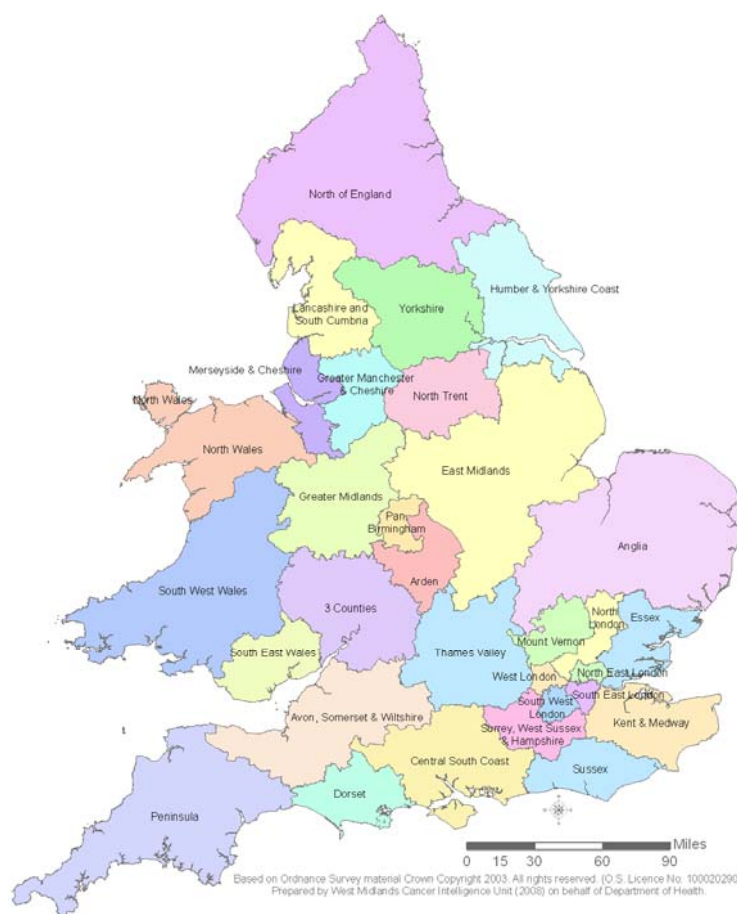 North of England
Humber & Yorkshire Coast
Lancashire and
South Cumbria
Yorkshire
Merseyside & Cheshire
Greater Manchester
& Cheshire
North Wales
North Trent
North Wales
East Midlands
Greater Midlands
Pan
Birmingham
Anglia
Arden
South West Wales
3 Counties
North
London
Essex
Mount Vernon
South East Wales
Thames Valley
West London
North East London
South East London
South West
London
Avon, Somerset & Wiltshire
Surrey, West Sussex
& Hampshire
Kent & Medway
Central South Coast
Sussex
Dorset
Peninsula
Miles
0 15 30 60 90
Based on Ordnance Survey material Crown Copyright 2003. All rights reserved. (O.S. Licence No: 100020290
Prepared by West Midlands Cancer Intelligence Unit (2008) on behalf of Department of Health.